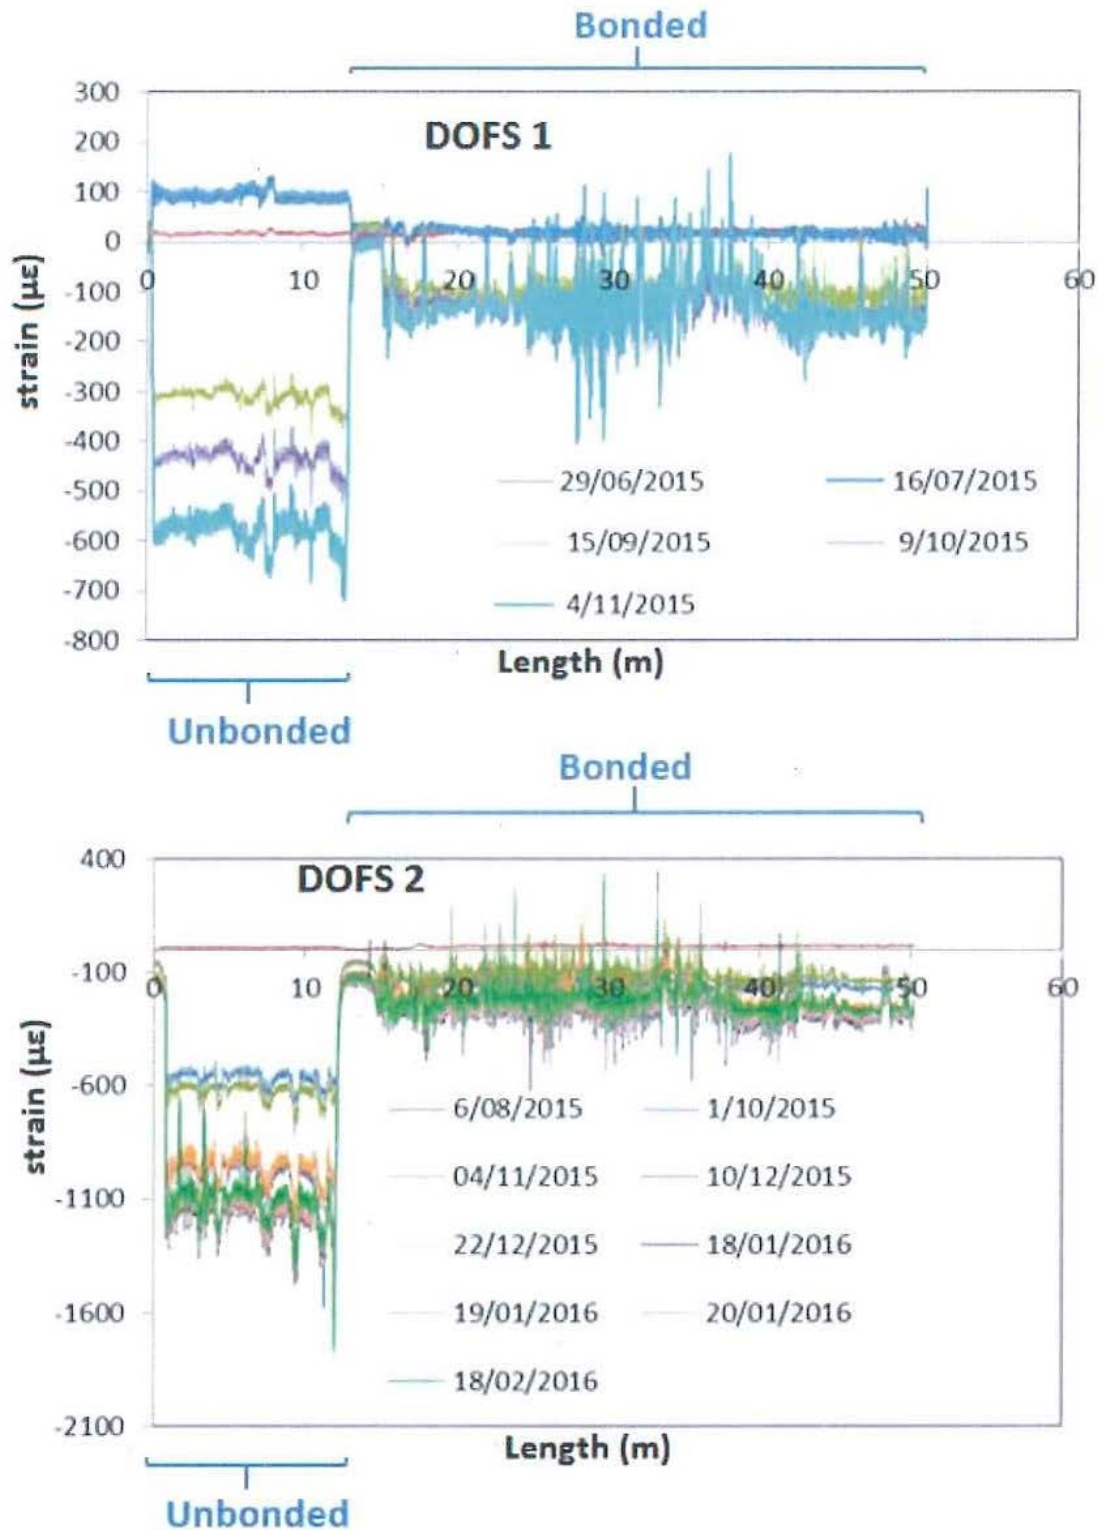 Bonded
300
DOFS 1
200
100
0
0 10 20 30 40 50 60
-100
-200
-300
-400
-500
-600
-700
-800
strain (µε)
29/06/2015 16/07/2015
15/09/2015 9/10/2015
4/11/2015
Length (m)
Unbonded
Bonded
400
DOFS 2
-100
0 10 20 30 40 50 60
-600
-1100
-1600
-2100
strain (µε)
6/08/2015 1/10/2015
04/11/2015 10/12/2015
22/12/2015 18/01/2016
19/01/2016 20/01/2016
18/02/2016
Length (m)
Unbonded